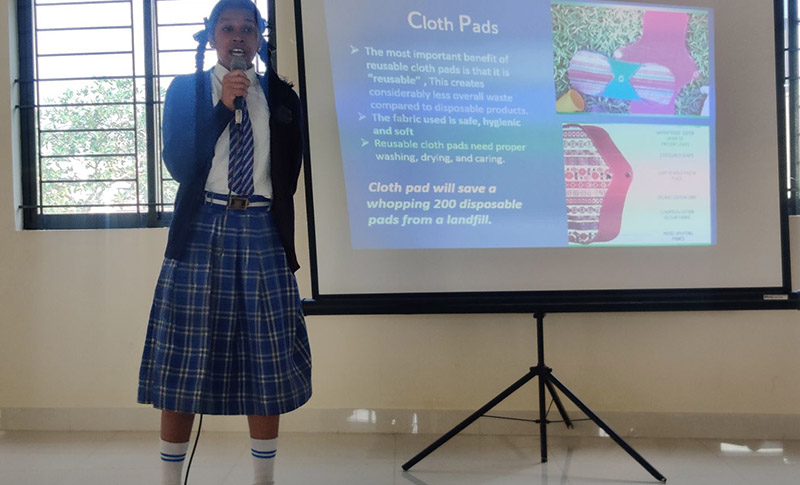 Cloth Pads
➤ The most important benefit of
reusable cloth pads is that it is
"reusable" , This creates
considerably less overall waste
compared to disposable products.
➤ The fabric used is safe, hygienic
and soft
➤ Reusable cloth pads need proper
washing, drying, and caring.
Cloth pad will save a
whopping 200 disposable
pads from a landfill.